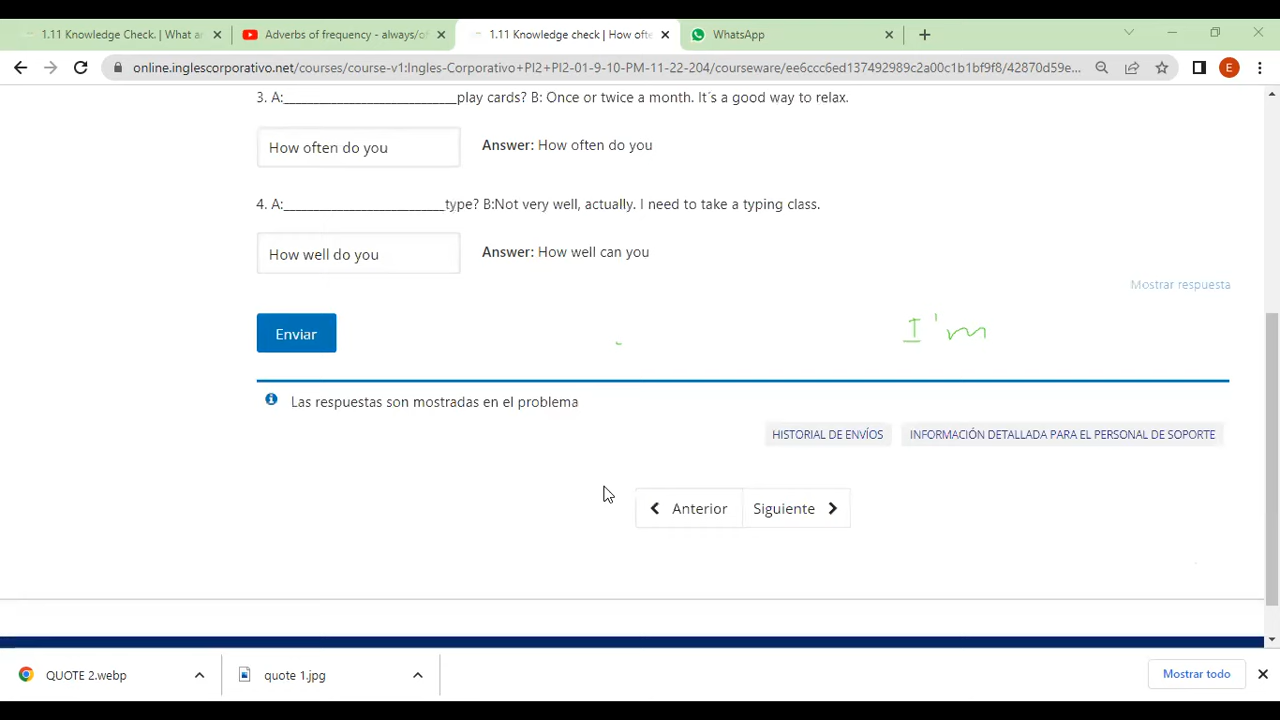 1.11 Knowledge Check. | What ar
Adverbs of frequency - always/of
1.11 Knowledge check | How ofte
WhatsApp
online.inglescorporativo.net/courses/course-v1:Ingles-Corporativo+PI2+PI2-01-9-10-PM-11-22-204/courseware/ee6ccc6ed137492989c2a00c1b1bf9f8/42870d59e...
E
3. A:____________________________play cards? B: Once or twice a month. It´s a good way to relax.
How often do you
Answer: How often do you
4. A:__________________________type? B:Not very well, actually. I need to take a typing class.
How well do you
Answer: How well can you
Mostrar respuesta
Enviar
I'm
Las respuestas son mostradas en el problema
HISTORIAL DE ENVÍOS
INFORMACIÓN DETALLADA PARA EL PERSONAL DE SOPORTE
Anterior
Siguiente
QUOTE 2.webp
quote 1.jpg
Mostrar todo